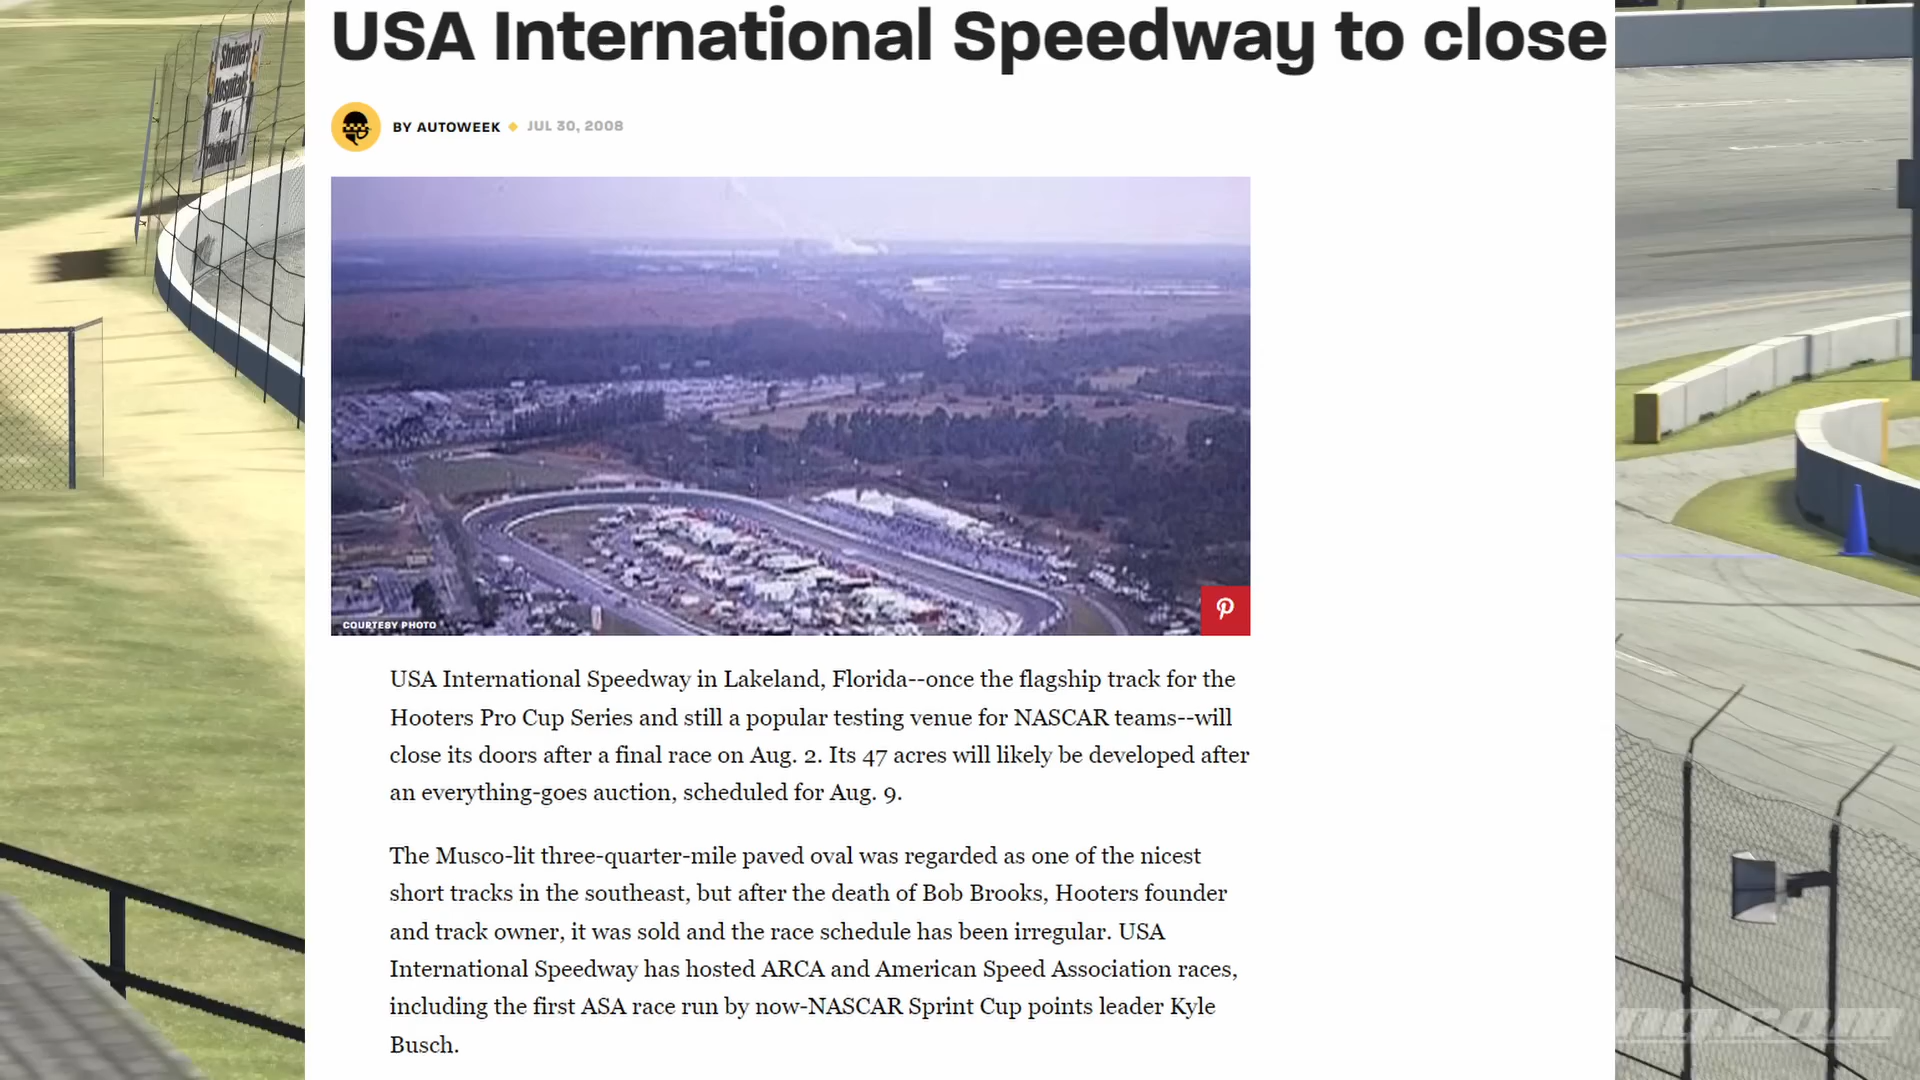 USA International Speedway to close
BY AUTOWEEK ◆ JUL 30, 2008
Shriners
Hospitals
for
Children
COURTESY PHOTO
USA International Speedway in Lakeland, Florida--once the flagship track for the
Hooters Pro Cup Series and still a popular testing venue for NASCAR teams--will
close its doors after a final race on Aug. 2. Its 47 acres will likely be developed after
an everything-goes auction, scheduled for Aug. 9.
The Musco-lit three-quarter-mile paved oval was regarded as one of the nicest
short tracks in the southeast, but after the death of Bob Brooks, Hooters founder
and track owner, it was sold and the race schedule has been irregular. USA
International Speedway has hosted ARCA and American Speed Association races,
including the first ASA race run by now-NASCAR Sprint Cup points leader Kyle
Busch.